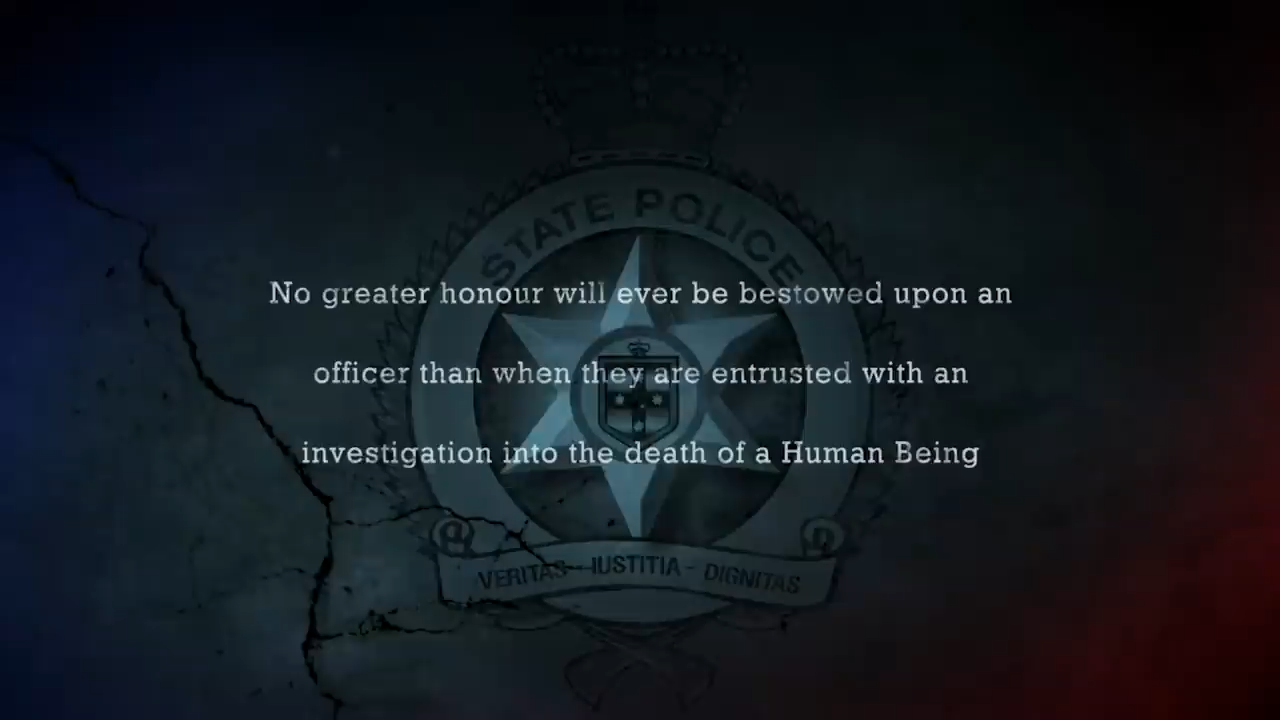 STATE POLICE
No greater honour will ever be bestowed upon an
officer than when they are entrusted with an
investigation into the death of a Human Being
VERITAS - IUSTITIA - DIGNITAS